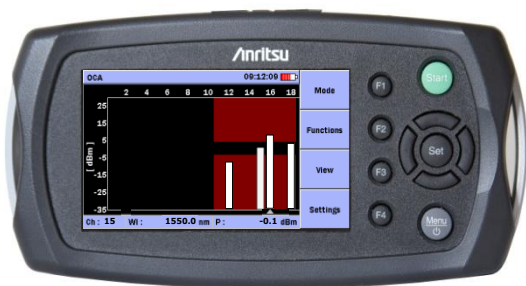 Anritsu
OCA 09:12:09
2 4 6 8 10 12 14 16 18
25
15
5
-5
-15
-25
-35
[ dBm ]
Ch : 15 Wl : 1550.0 nm P : -0.1 dBm
Mode
Functions
View
Settings
F1
F2
F3
F4
Start
Set
Menu